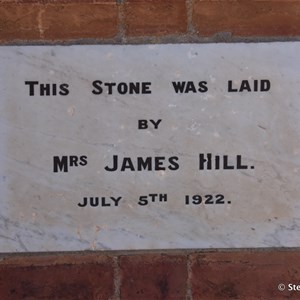 THIS STONE WAS LAID
BY
MRS JAMES HILL.
JULY 5TH 1922.